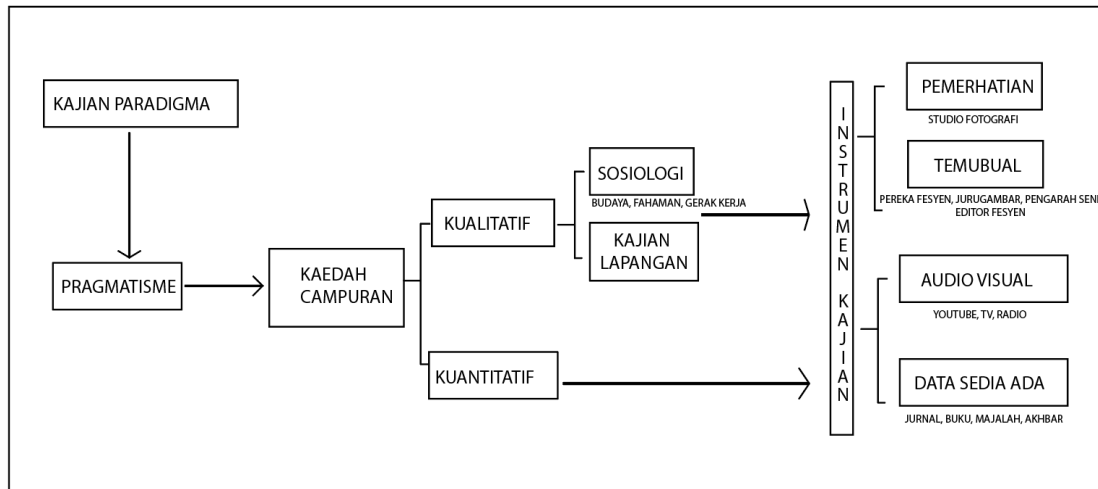 KAJIAN PARADIGMA
PRAGMATISME
KAEDAH
CAMPURAN
KUALITATIF
KUANTITATIF
SOSIOLOGI
BUDAYA, FAHAMAN, GERAK KERJA
KAJIAN
LAPANGAN
INSTRUMEN KAJIAN
PEMERHATIAN
STUDIO FOTOGRAFI
TEMUBUAL
PEREKA FESYEN, JURUGAMBAR, PENGARAH SENI
EDITOR FESYEN
AUDIO VISUAL
YOUTUBE, TV, RADIO
DATA SEDIA ADA
JURNAL, BUKU, MAJALAH, AKHBAR